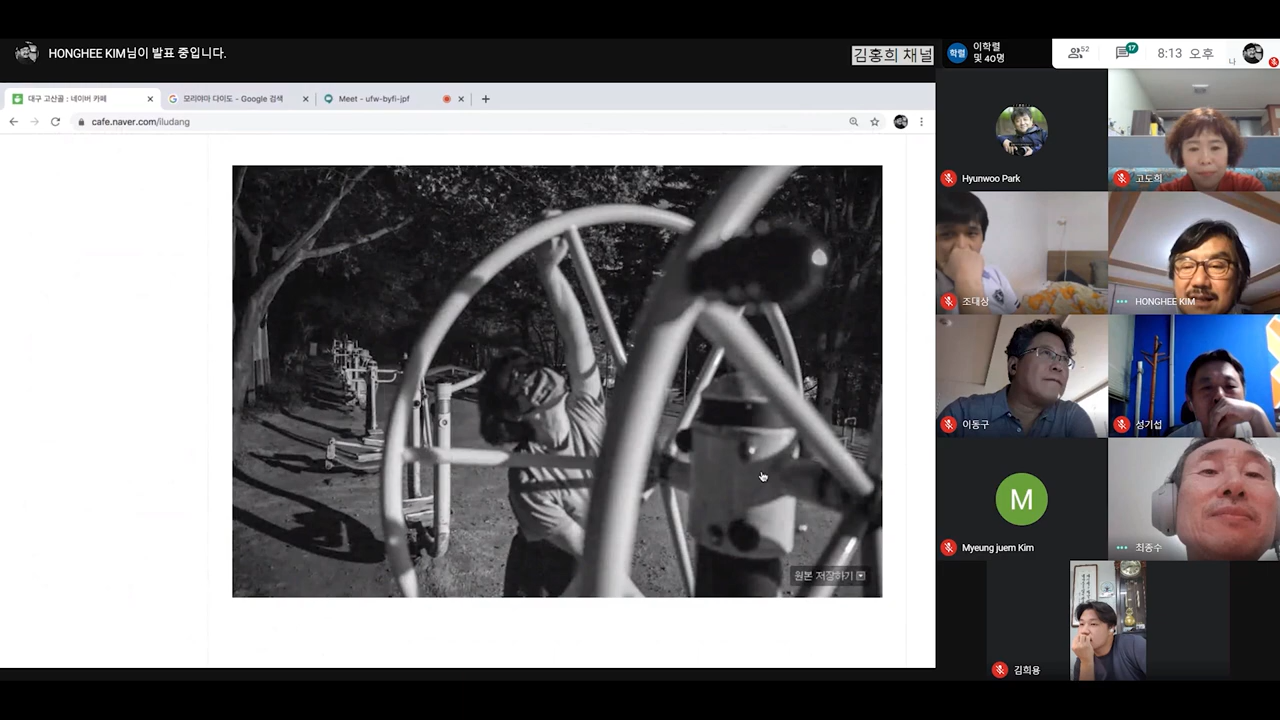 HONGHEE KIM님이 발표 중입니다.
김홍희 채널
학렬
이학렬
및 40명
52
17
8:13 오후
나
대구 고산골 : 네이버 카페
모리야마 다이도 - Google 검색
Meet - ufw-byfi-jpf
cafe.naver.com/iludang
Hyunwoo Park
고도희
조대상
HONGHEE KIM
이동구
성기섭
M
Myeung juern Kim
최종수
원본 저장하기
김희용